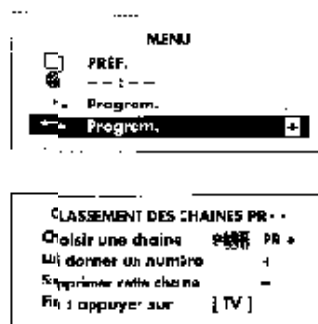 MENU
PRÉF.
-- : --
Program.
Program. +
CLASSEMENT DES CHAINES PR - -
Choisir une chaine PR +
Lui donner un numéro +
Supprimer cette chaine -
Fin : appuyer sur [ TV ]